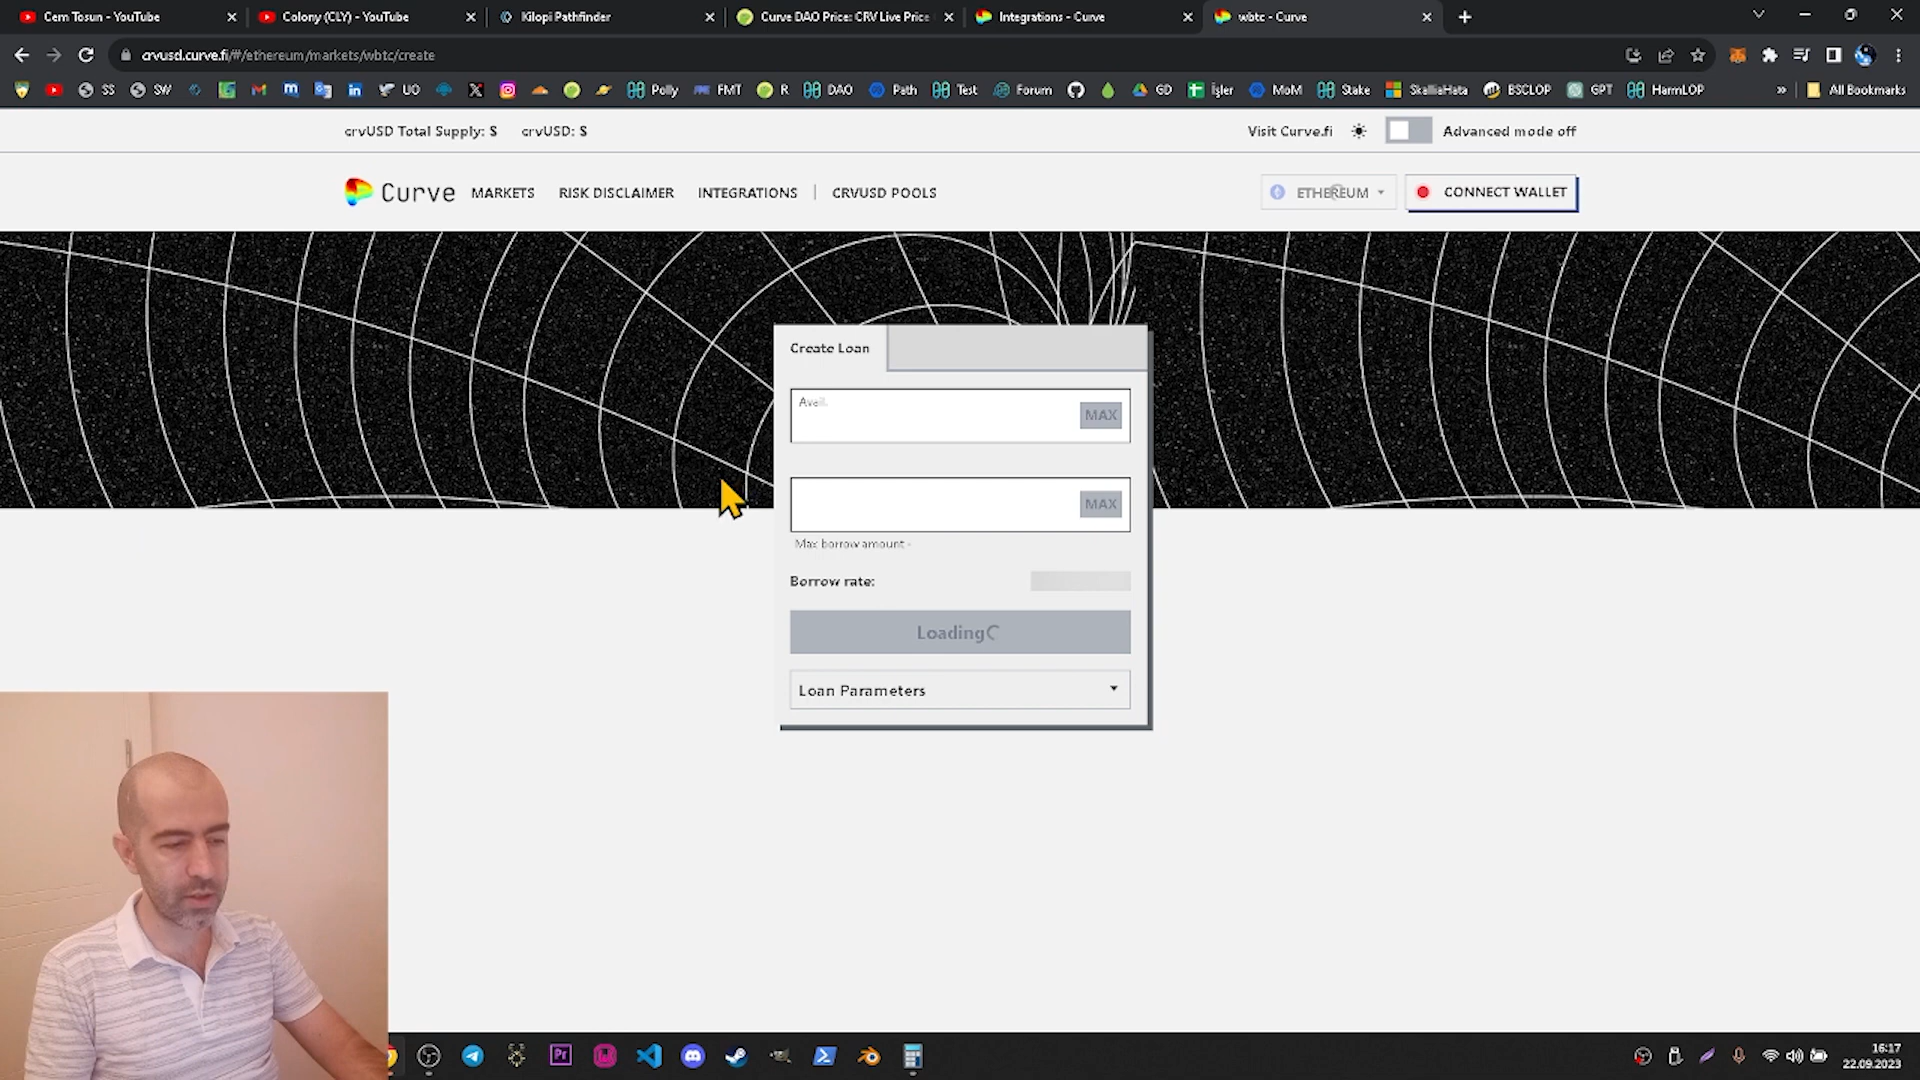 Cem Tosun - YouTube
Colony (CLY) - YouTube
Kilopi Pathfinder
Curve DAO Price: CRV Live Price
Integrations - Curve
wbtc - Curve
crvusd.curve.fi/#/ethereum/markets/wbtc/create
SS
SW
UO
Polly
FMT
R
DAO
Path
Test
Forum
GD
İşler
MoM
Stake
SkalliaHata
BSCLOP
GPT
HarmLOP
»
All Bookmarks
crvUSD Total Supply: $
crvUSD: $
Visit Curve.fi
Advanced mode off
Curve
MARKETS
RISK DISCLAIMER
INTEGRATIONS
CRVUSD POOLS
ETHEREUM
CONNECT WALLET
Create Loan
Avail.
MAX
MAX
Max borrow amount -
Borrow rate:
Loading
Loan Parameters
Pr
16:17
22.09.2023